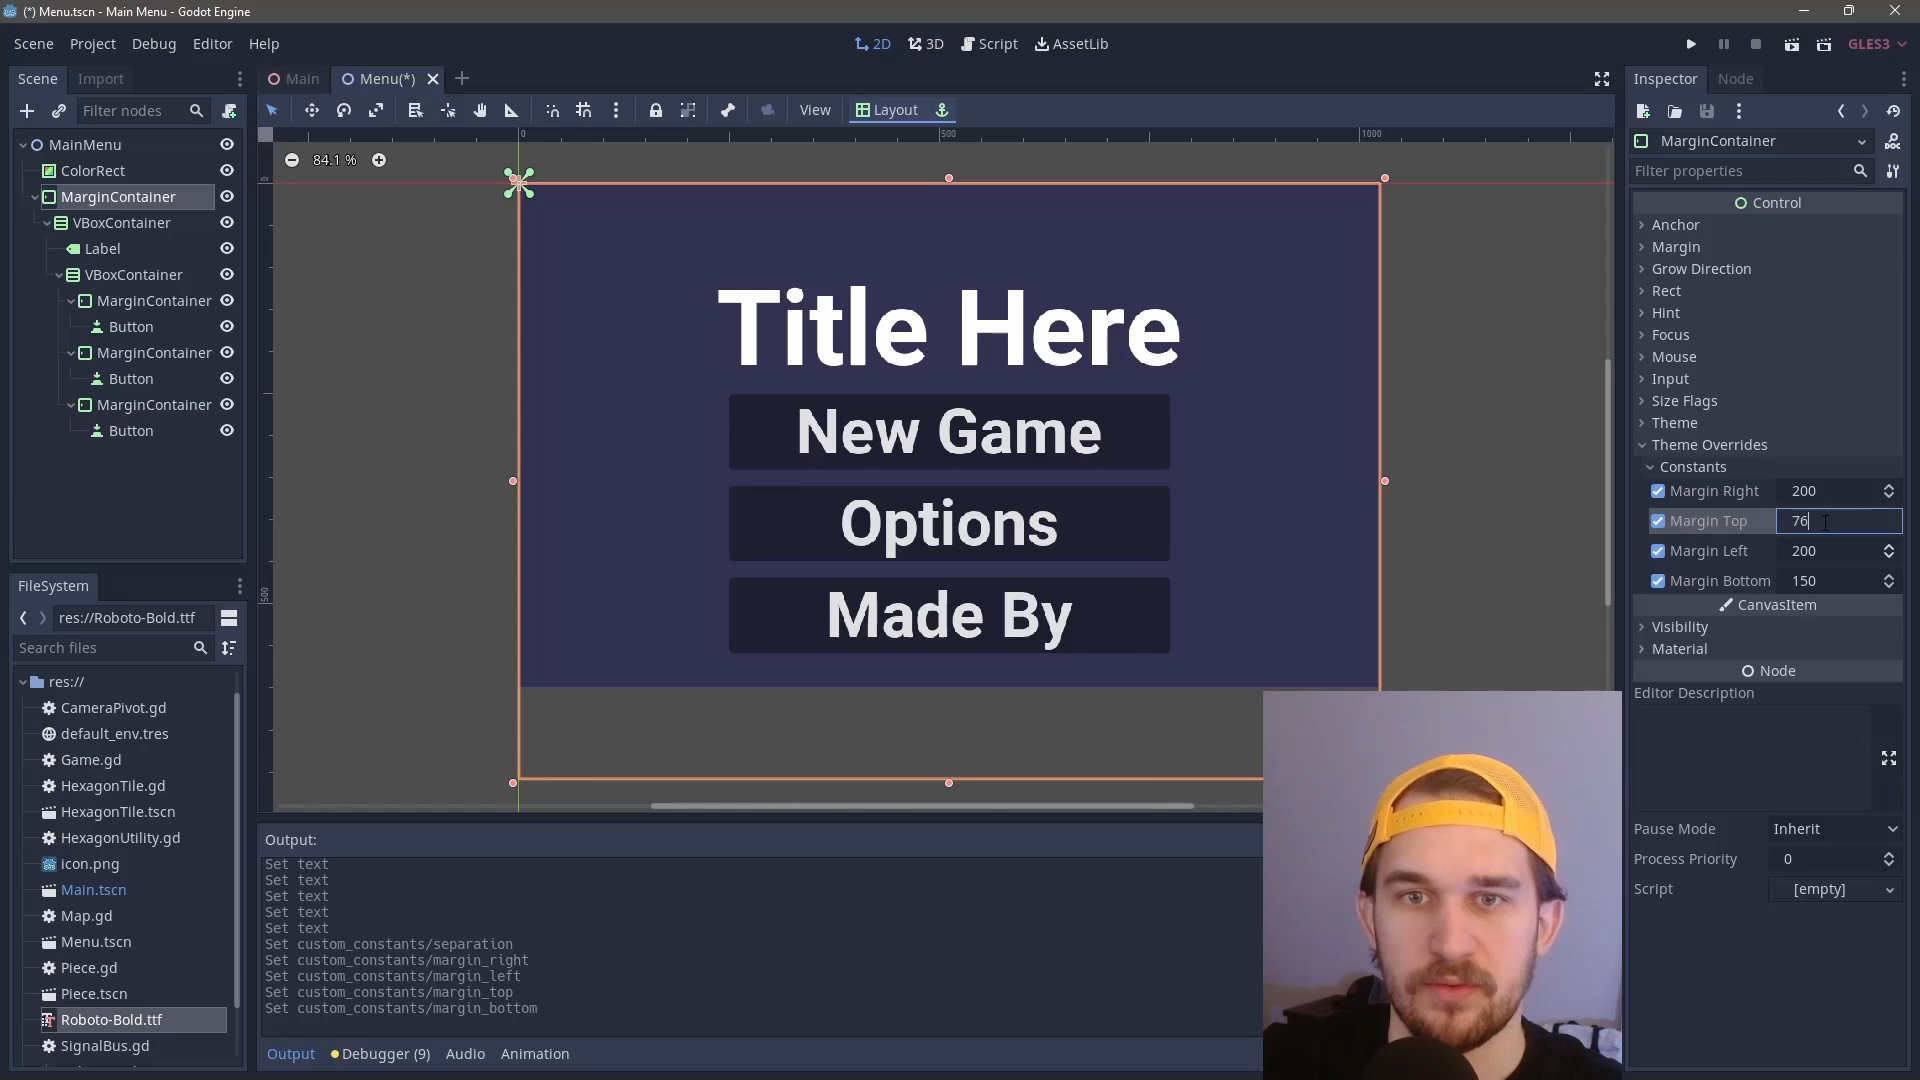 (*) Menu.tscn - Main Menu - Godot Engine
Scene Project Debug Editor Help
2D 3D Script AssetLib
GLES3
Scene Import
Main Menu(*)
Inspector Node
Filter nodes
View Layout
MainMenu
ColorRect
MarginContainer
VBoxContainer
Label
VBoxContainer
MarginContainer
Button
MarginContainer
Button
MarginContainer
Button
0 500 1000
84.1 %
0
500
Title Here
New Game
Options
Made By
MarginContainer
Filter properties
Control
Anchor
Margin
Grow Direction
Rect
Hint
Focus
Mouse
Input
Size Flags
Theme
Theme Overrides
Constants
Margin Right 200
Margin Top 76
Margin Left 200
Margin Bottom 150
CanvasItem
Visibility
Material
Node
Editor Description
Pause Mode Inherit
Process Priority 0
Script [empty]
FileSystem
res://Roboto-Bold.ttf
Search files
res://
CameraPivot.gd
default_env.tres
Game.gd
HexagonTile.gd
HexagonTile.tscn
HexagonUtility.gd
icon.png
Main.tscn
Map.gd
Menu.tscn
Piece.gd
Piece.tscn
Roboto-Bold.ttf
SignalBus.gd
Output:
Set text
Set text
Set text
Set text
Set text
Set custom_constants/separation
Set custom_constants/margin_right
Set custom_constants/margin_left
Set custom_constants/margin_top
Set custom_constants/margin_bottom
Output Debugger (9) Audio Animation